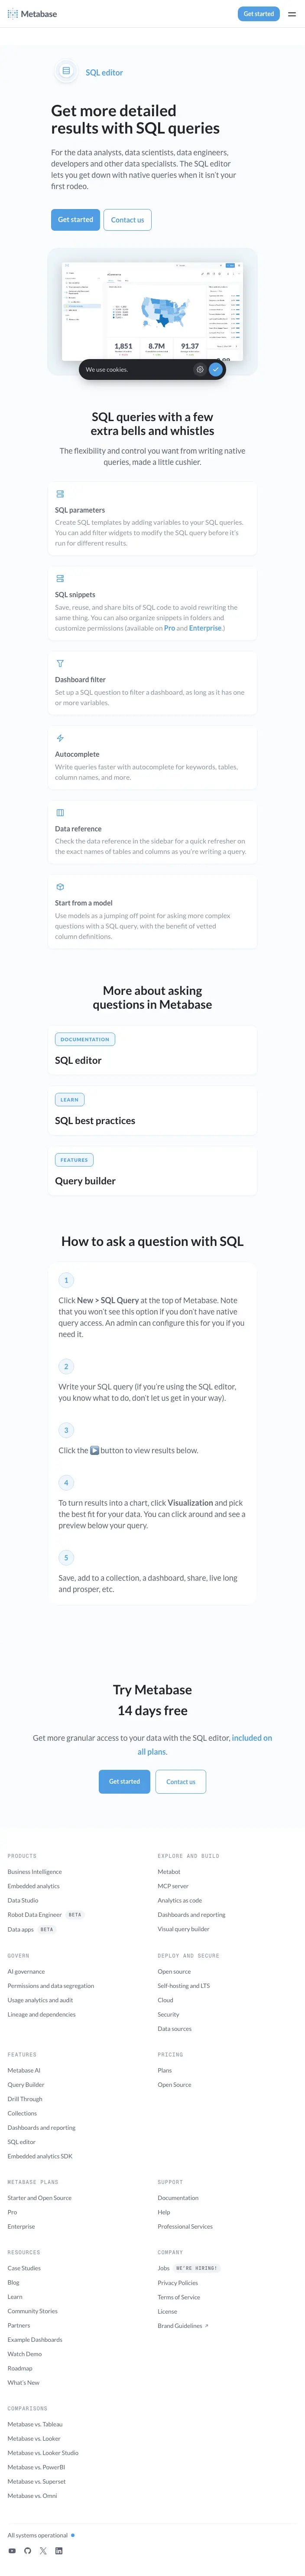 Metabase
Get started
SQL editor
Get more detailed
results with SQL queries
For the data analysts, data scientists, data engineers,
developers and other data specialists. The SQL editor
lets you get down with native queries when it isn't your
first rodeo.
Get started
Contact us
1,851
8.7M
91.37
We use cookies.
SQL queries with a few
extra bells and whistles
The flexibility and control you want from writing native
queries, made a little cushier.
SQL parameters
Create SQL templates by adding variables to your SQL queries.
You can add filter widgets to modify the SQL query before it's
run for different results.
SQL snippets
Save, reuse, and share bits of SQL code to avoid rewriting the
same thing. You can also organize snippets in folders and
customize permissions (available on Pro and Enterprise.)
Dashboard filter
Set up a SQL question to filter a dashboard, as long as it has one
or more variables.
Autocomplete
Write queries faster with autocomplete for keywords, tables,
column names, and more.
Data reference
Check the data reference in the sidebar for a quick refresher on
the exact names of tables and columns as you're writing a query.
Start from a model
Use models as a jumping off point for asking more complex
questions with a SQL query, with the benefit of vetted
column definitions.
More about asking
questions in Metabase
DOCUMENTATION
SQL editor
LEARN
SQL best practices
FEATURES
Query builder
How to ask a question with SQL
1
Click New > SQL Query at the top of Metabase. Note
that you won't see this option if you don't have native
query access. An admin can configure this for you if you
need it.
2
Write your SQL query (if you're using the SQL editor,
you know what to do, don't let us get in your way).
3
Click the button to view results below.
4
To turn results into a chart, click Visualization and pick
the best fit for your data. You can click around and see a
preview below your query.
5
Save, add to a collection, a dashboard, share, live long
and prosper, etc.
Try Metabase
14 days free
Get more granular access to your data with the SQL editor, included on
all plans.
Get started
Contact us
PRODUCTS
Business Intelligence
Embedded analytics
Data Studio
Robot Data Engineer BETA
Data apps BETA
EXPLORE AND BUILD
Metabot
MCP server
Analytics as code
Dashboards and reporting
Visual query builder
GOVERN
AI governance
Permissions and data segregation
Usage analytics and audit
Lineage and dependencies
DEPLOY AND SECURE
Open source
Self-hosting and LTS
Cloud
Security
Data sources
FEATURES
Metabase AI
Query Builder
Drill Through
Collections
Dashboards and reporting
SQL editor
Embedded analytics SDK
PRICING
Plans
Open Source
METABASE PLANS
Starter and Open Source
Pro
Enterprise
SUPPORT
Documentation
Help
Professional Services
RESOURCES
Case Studies
Blog
Learn
Community Stories
Partners
Example Dashboards
Watch Demo
Roadmap
What's New
COMPANY
Jobs WE'RE HIRING!
Privacy Policies
Terms of Service
License
Brand Guidelines ↗
COMPARISONS
Metabase vs. Tableau
Metabase vs. Looker
Metabase vs. Looker Studio
Metabase vs. PowerBI
Metabase vs. Superset
Metabase vs. Omni
All systems operational